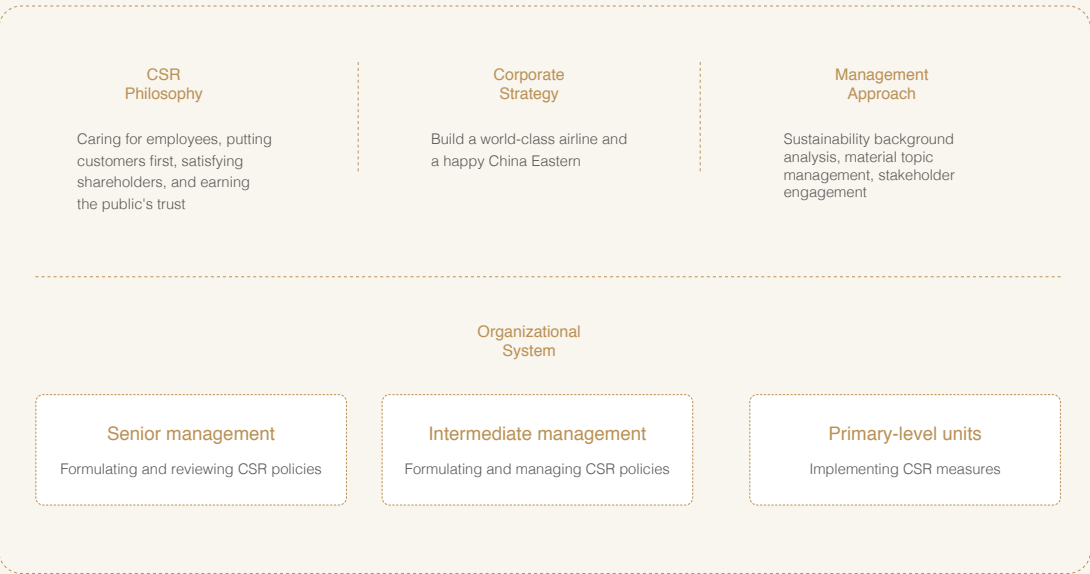 CSR
Philosophy
Caring for employees, putting
customers first, satisfying
shareholders, and earning
the public's trust
Corporate
Strategy
Build a world-class airline and
a happy China Eastern
Management
Approach
Sustainability background
analysis, material topic
management, stakeholder
engagement
Organizational
System
Senior management
Formulating and reviewing CSR policies
Intermediate management
Formulating and managing CSR policies
Primary-level units
Implementing CSR measures